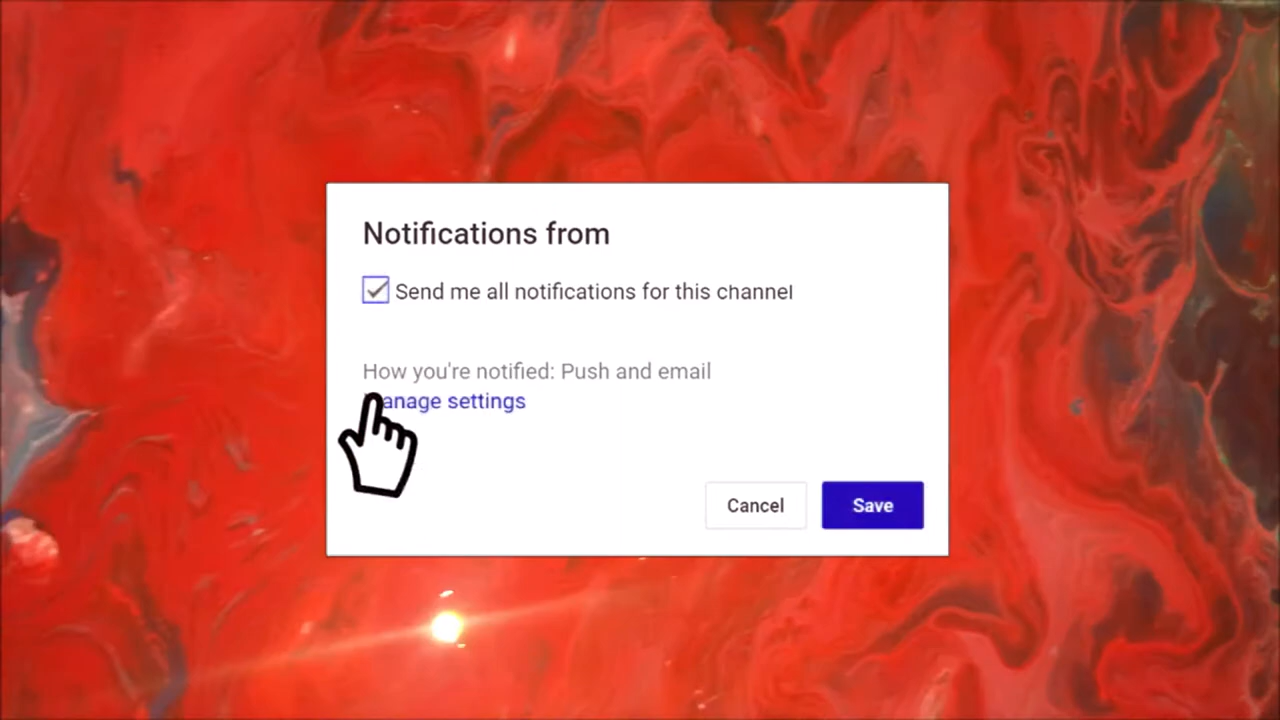 Notifications from
Send me all notifications for this channel
How you're notified: Push and email
anage settings
Cancel
Save